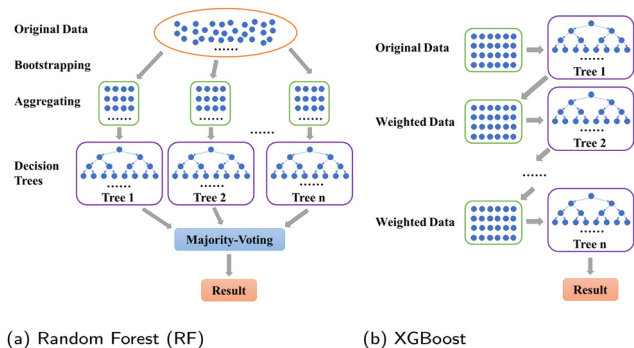 Original Data
......
Bootstrapping
Aggregating
...... ...... ......
......
Decision
Trees
...... ...... ......
Tree 1 Tree 2 Tree n
Majority-Voting
Result
(a) Random Forest (RF)
Original Data
......
Tree 1
Weighted Data
......
Tree 2
......
Weighted Data
......
Tree n
Result
(b) XGBoost